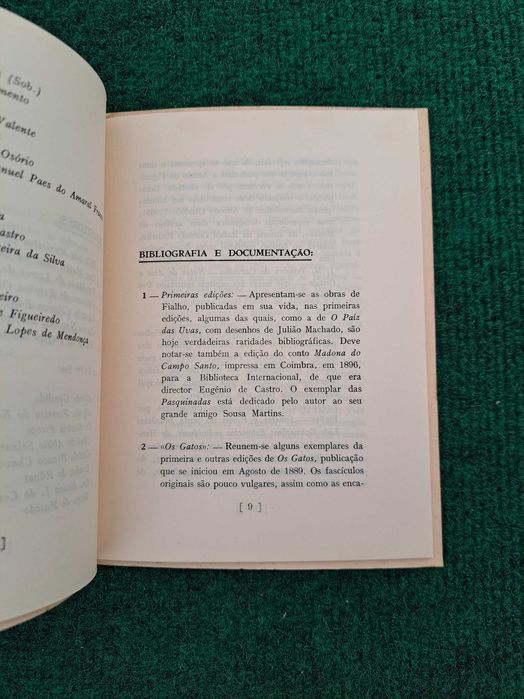 (Sob.)
Valente
Osório
nuel Paes do Amaral
astro
eira da Silva
eiro
e Figueiredo
Lopes de Mendonça
]
BIBLIOGRAFIA E DOCUMENTAÇÃO:
1 — Primeiras edições: — Apresentam-se as obras de
Fialho, publicadas em sua vida, nas primeiras
edições, algumas das quais, como a de O Paiz
das Uvas, com desenhos de Julião Machado, são
hoje verdadeiras raridades bibliográficas. Deve
notar-se também a edição do conto Madona do
Campo Santo, impressa em Coimbra, em 1896,
para a Biblioteca Internacional, de que era
director Eugénio de Castro. O exemplar das
Pasquinadas está dedicado pelo autor ao seu
grande amigo Sousa Martins.
2 — «Os Gatos»: — Reunem-se alguns exemplares da
primeira e outras edições de Os Gatos, publicação
que se iniciou em Agosto de 1889. Os fascículos
originais são pouco vulgares, assim como as enca-
[ 9 ]